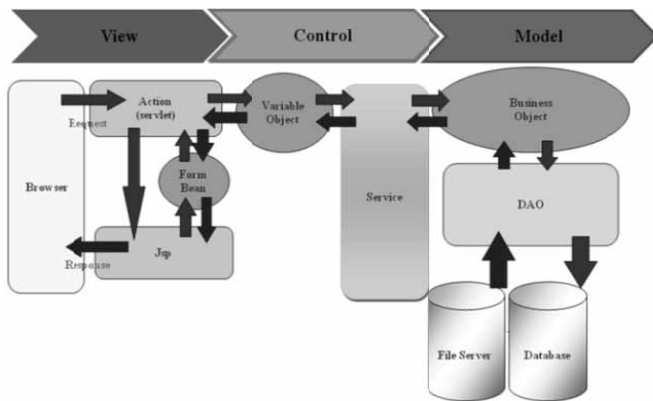 View
Control
Model
Action
(servlet)
Variable
Object
Business
Object
Request
Form
Bean
Browser
Service
DAO
Response
Jsp
File Server
Database